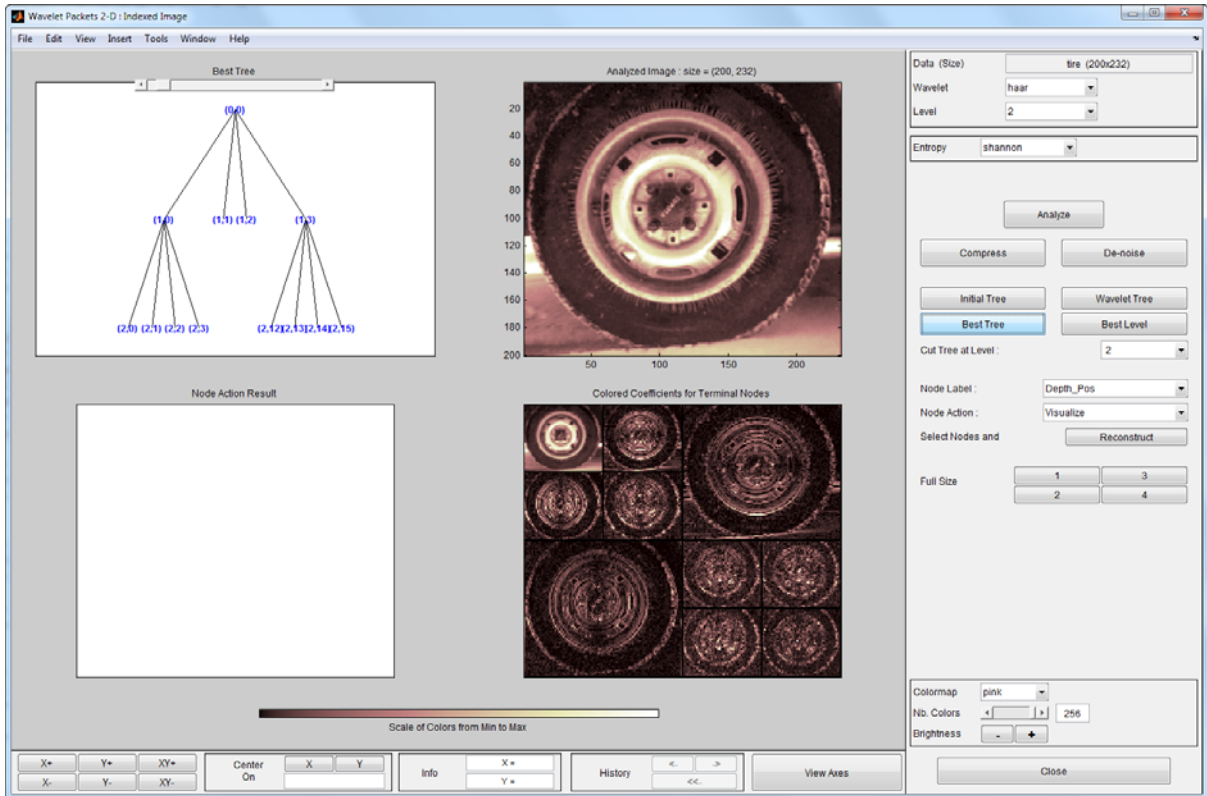 Wavelet Packets 2-D : Indexed Image
File Edit View Insert Tools Window Help
Best Tree
(0,0)
(1,0) (1,1) (1,2) (1,3)
(2,0) (2,1) (2,2) (2,3) (2,12) (2,13) (2,14) (2,15)
Analyzed Image : size = (200, 232)
20
40
60
80
100
120
140
160
180
200
50 100 150 200
Node Action Result
Colored Coefficients for Terminal Nodes
Scale of Colors from Min to Max
Data (Size) tire (200x232)
Wavelet haar
Level 2
Entropy shannon
Analyze
Compress De-noise
Initial Tree Wavelet Tree
Best Tree Best Level
Cut Tree at Level : 2
Node Label : Depth_Pos
Node Action : Visualize
Select Nodes and Reconstruct
Full Size 1 3
2 4
Colormap pink
Nb. Colors 256
Brightness - +
X+ Y+ XY+
X- Y- XY-
Center On X Y
Info X =
Y =
History <- ->
<<-
View Axes
Close